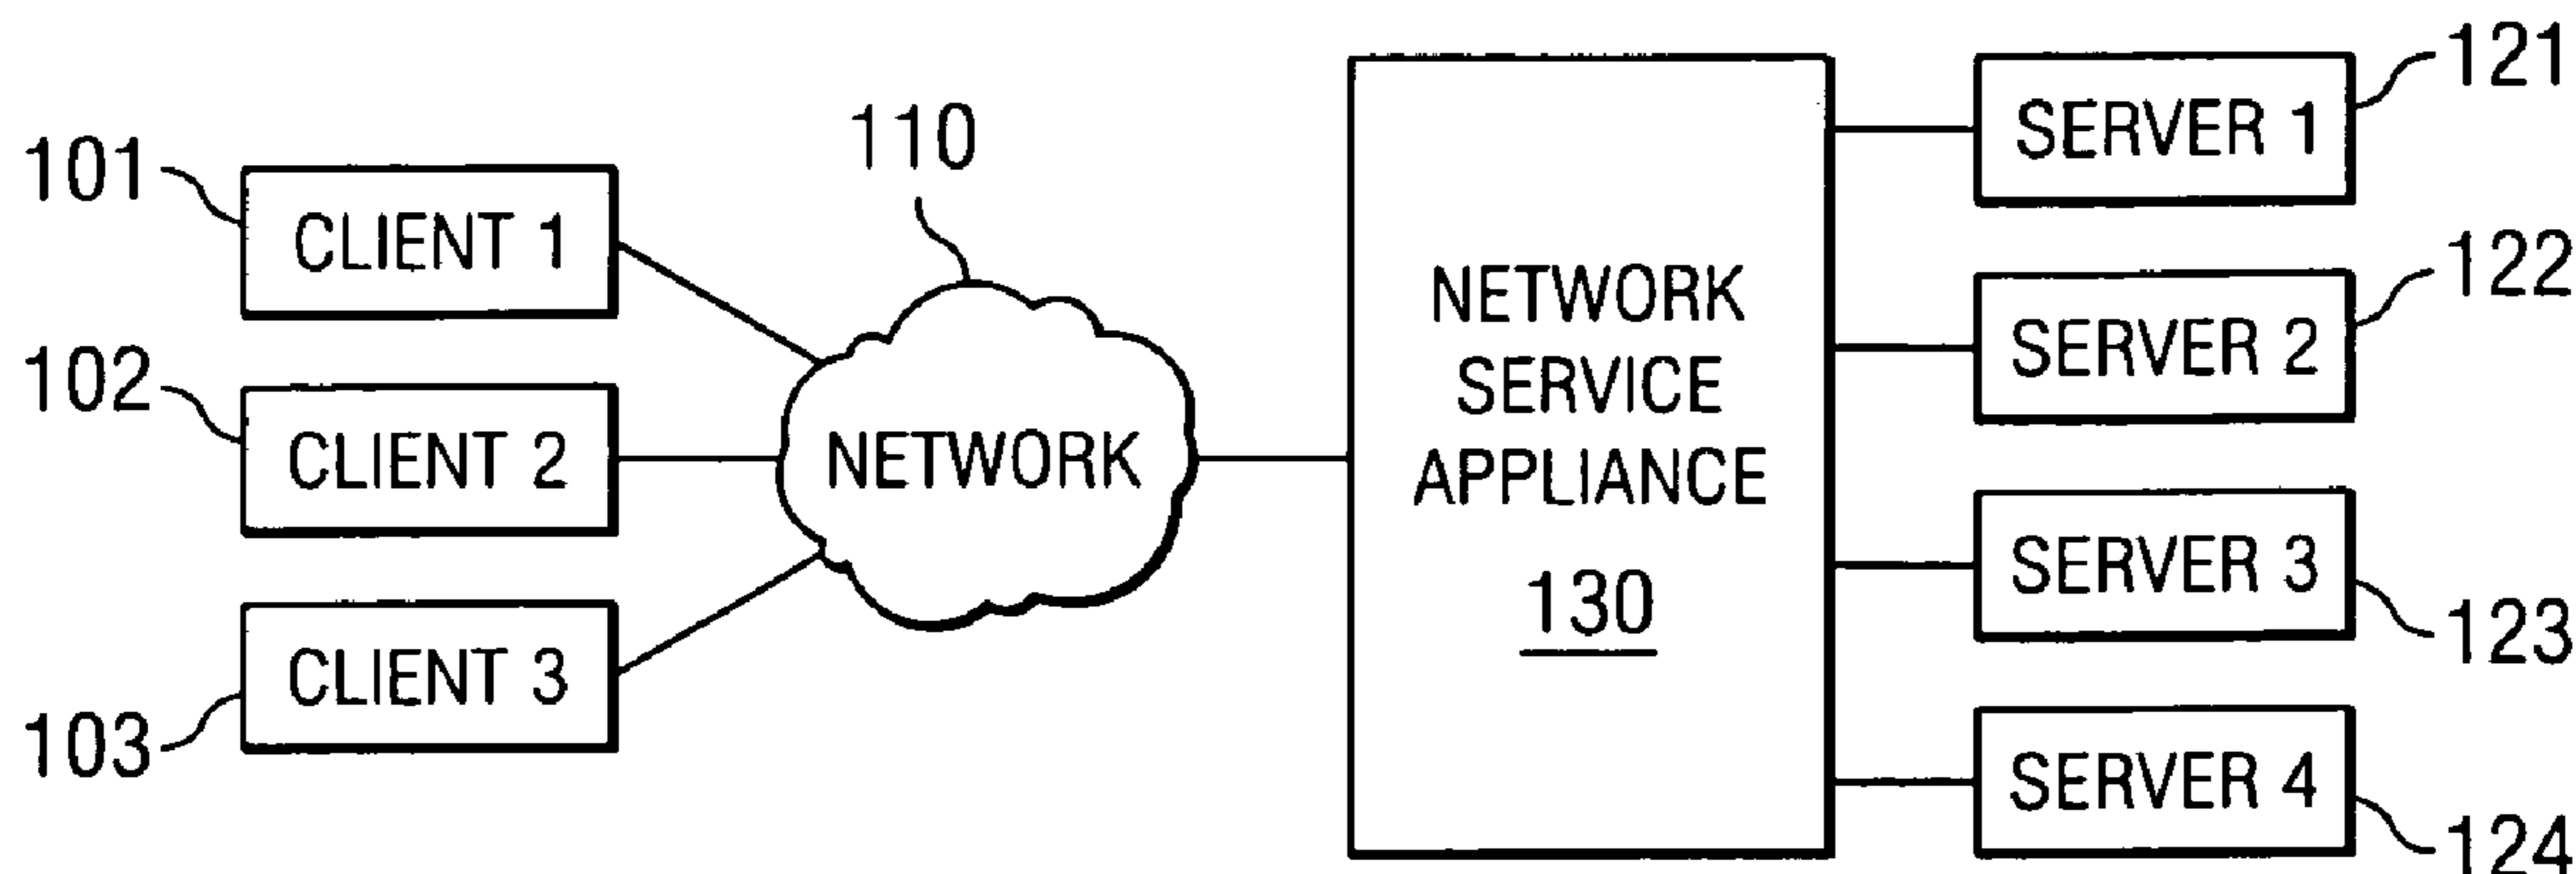 101
CLIENT 1
102
CLIENT 2
103
CLIENT 3
110
NETWORK
NETWORK
SERVICE
APPLIANCE
130
SERVER 1
121
SERVER 2
122
SERVER 3
123
SERVER 4
124